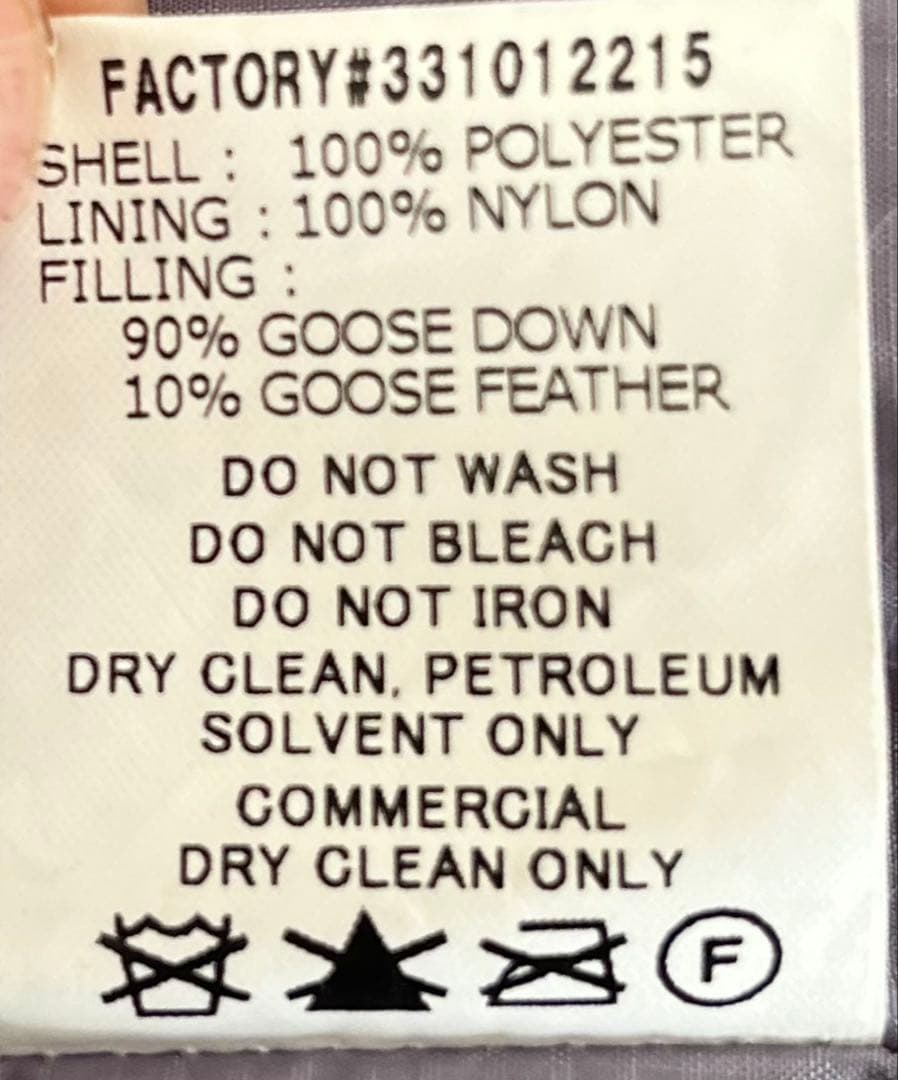 FACTORY#331012215
SHELL : 100% POLYESTER
LINING : 100% NYLON
FILLING :
90% GOOSE DOWN
10% GOOSE FEATHER
DO NOT WASH
DO NOT BLEACH
DO NOT IRON
DRY CLEAN, PETROLEUM
SOLVENT ONLY
COMMERCIAL
DRY CLEAN ONLY
F